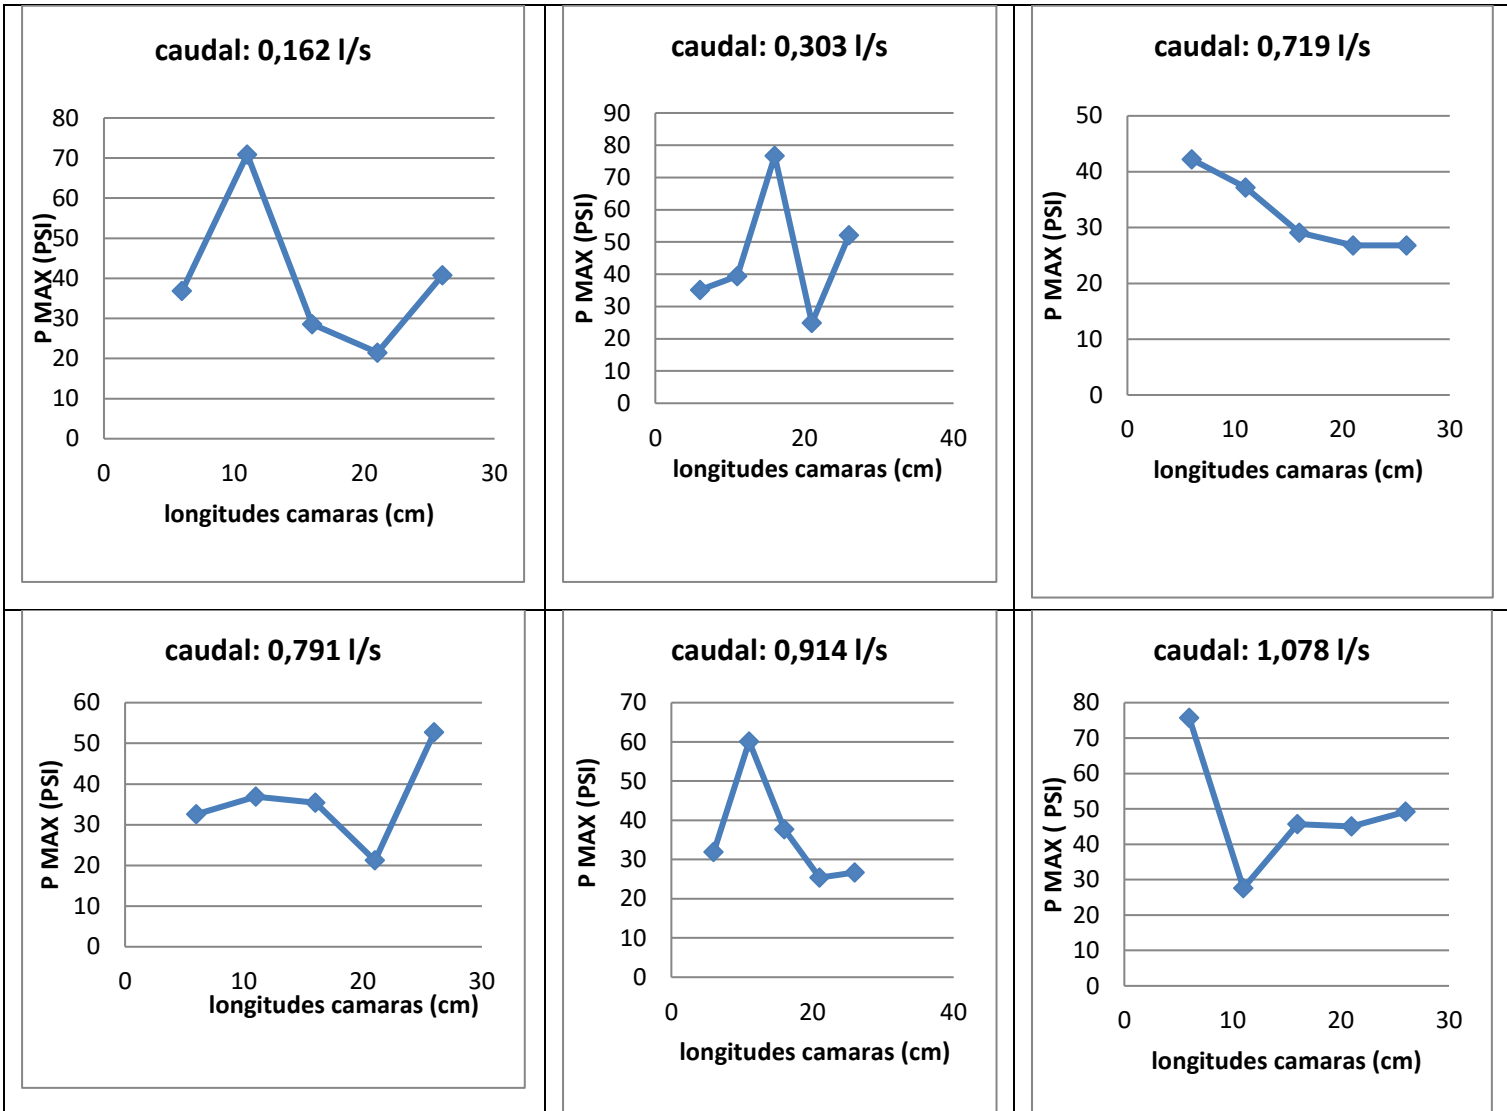 caudal: 0,162 l/s
80
70
60
50
40
30
20
10
0
P MAX (PSI)
0 10 20 30
longitudes camaras (cm)
caudal: 0,303 l/s
90
80
70
60
50
40
30
20
10
0
P MAX (PSI)
0 20 40
longitudes camaras (cm)
caudal: 0,719 l/s
50
40
30
20
10
0
P MAX (PSI)
0 10 20 30
longitudes camaras (cm)
caudal: 0,791 l/s
60
50
40
30
20
10
0
P MAX (PSI)
0 10 20 30
longitudes camaras (cm)
caudal: 0,914 l/s
70
60
50
40
30
20
10
0
P MAX (PSI)
0 20 40
longitudes camaras (cm)
caudal: 1,078 l/s
80
70
60
50
40
30
20
10
0
P MAX ( PSI)
0 10 20 30
longitudes camaras (cm)